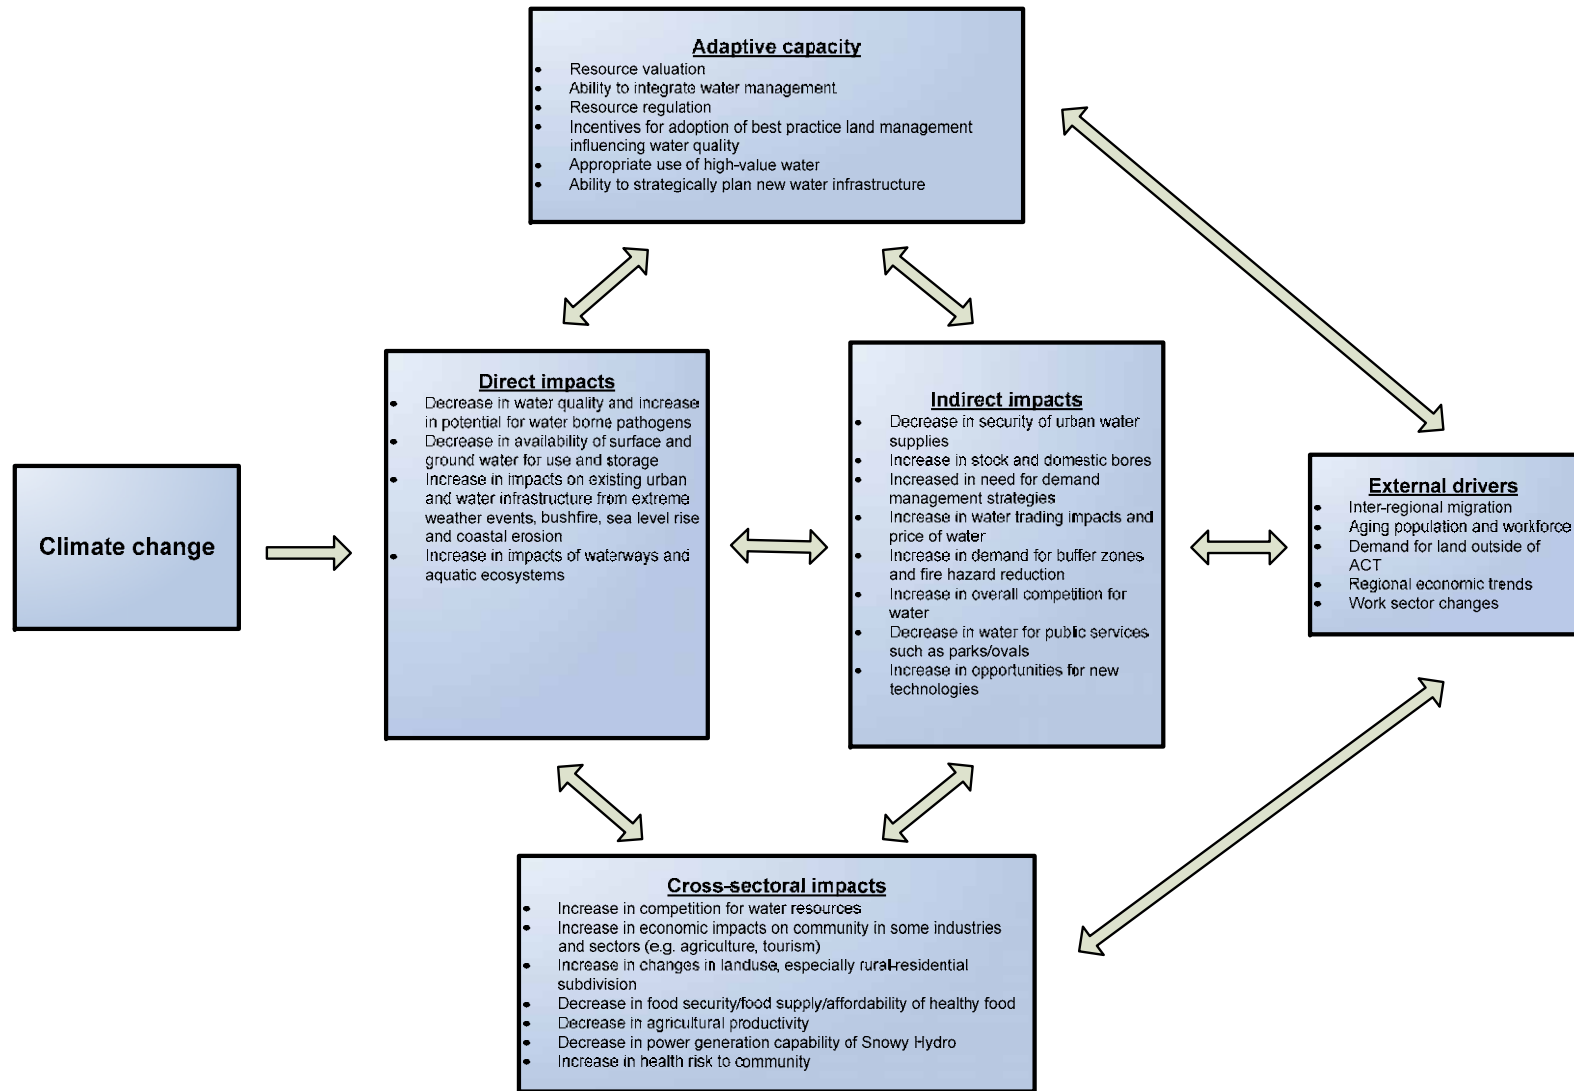 Adaptive capacity
• Resource valuation
• Ability to integrate water management
• Resource regulation
• Incentives for adoption of best practice land management
influencing water quality
• Appropriate use of high-value water
• Ability to strategically plan new water infrastructure
Climate change
Direct impacts
• Decrease in water quality and increase
in potential for water borne pathogens
• Decrease in availability of surface and
ground water for use and storage
• Increase in impacts on existing urban
and water infrastructure from extreme
weather events, bushfire, sea level rise
and coastal erosion
• Increase in impacts of waterways and
aquatic ecosystems
Indirect impacts
• Decrease in security of urban water
supplies
• Increase in stock and domestic bores
• Increased in need for demand
management strategies
• Increase in water trading impacts and
price of water
• Increase in demand for buffer zones
and fire hazard reduction
• Increase in overall competition for
water
• Decrease in water for public services
such as parks/ovals
• Increase in opportunities for new
technologies
External drivers
• Inter-regional migration
• Aging population and workforce
• Demand for land outside of
ACT
• Regional economic trends
• Work sector changes
Cross-sectoral impacts
• Increase in competition for water resources
• Increase in economic impacts on community in some industries
and sectors (e.g. agriculture, tourism)
• Increase in changes in landuse, especially rural-residential
subdivision
• Decrease in food security/food supply/affordability of healthy food
• Decrease in agricultural productivity
• Decrease in power generation capability of Snowy Hydro
• Increase in health risk to community